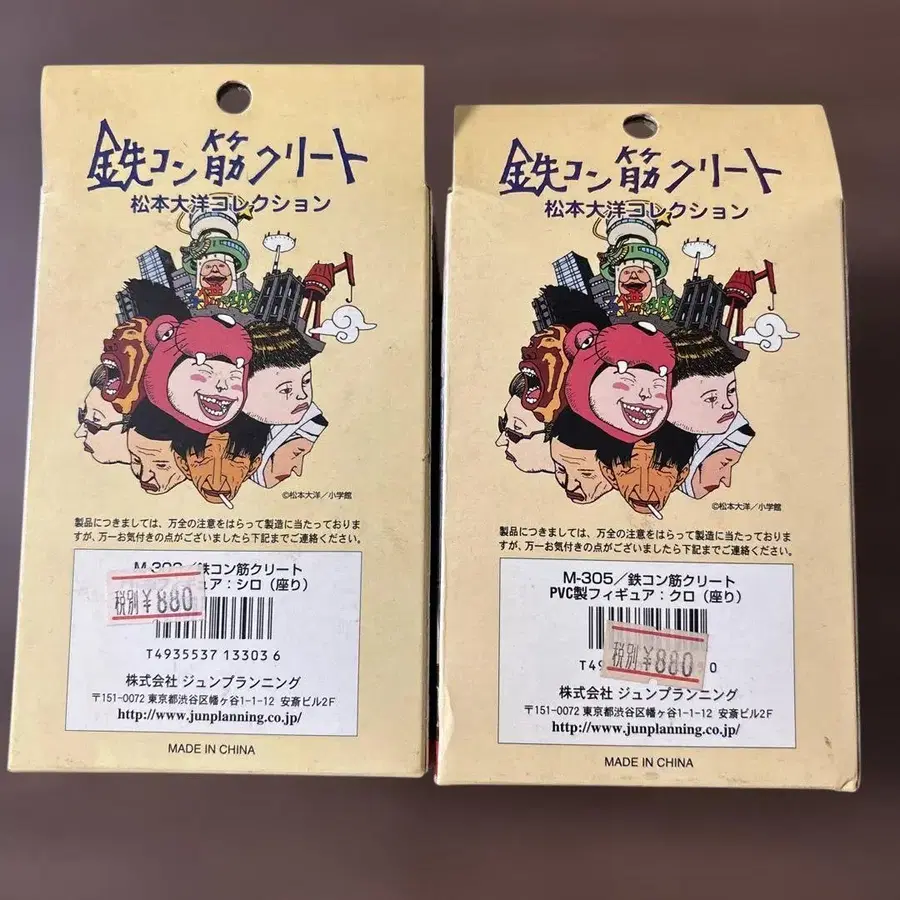 鉄コン筋クリート
松本大洋コレクション
©松本大洋/小学館
製品につきましては、万全の注意をはらって製造に当たっておりま
すが、万一お気付きの点がございましたら下記までご連絡ください。
鉄コン筋クリート
ュア:シロ(座り)
税別¥880
T4935537 13303 6
株式会社 ジュンプランニング
〒151-0072 東京都渋谷区幡ヶ谷1-1-12 安斎ビル2F
http://www.junplanning.co.jp/
MADE IN CHINA
鉄コン筋クリート
松本大洋コレクション
©松本大洋/小学館
製品につきましては、万全の注意をはらって製造に当たっておりま
すが、万一お気付きの点がございましたら下記までご連絡ください。
M-305/鉄コン筋クリート
PVC製フィギュア:クロ(座り)
税別¥880
T49
0
株式会社 ジュンプランニング
〒151-0072 東京都渋谷区幡ヶ谷1-1-12 安斎ビル2F
http://www.junplanning.co.jp/
MADE IN CHINA